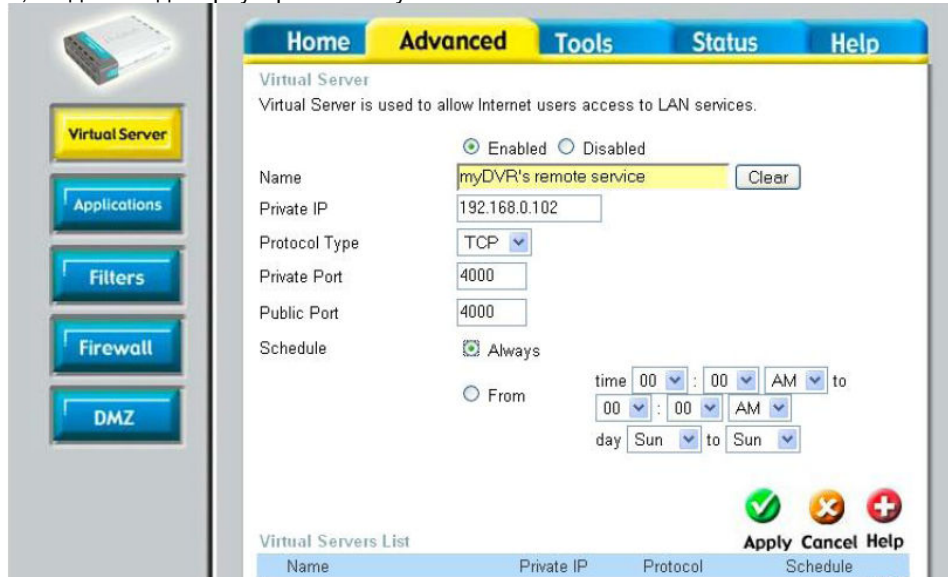 Home Advanced Tools Status Help
Virtual Server
Virtual Server is used to allow Internet users access to LAN services.
Virtual Server
Applications
Filters
Firewall
DMZ
Enabled Disabled
Name myDVR's remote service Clear
Private IP 192.168.0.102
Protocol Type TCP
Private Port 4000
Public Port 4000
Schedule Always
From time 00 : 00 AM to
00 : 00 AM
day Sun to Sun
Apply Cancel Help
Virtual Servers List
Name Private IP Protocol Schedule